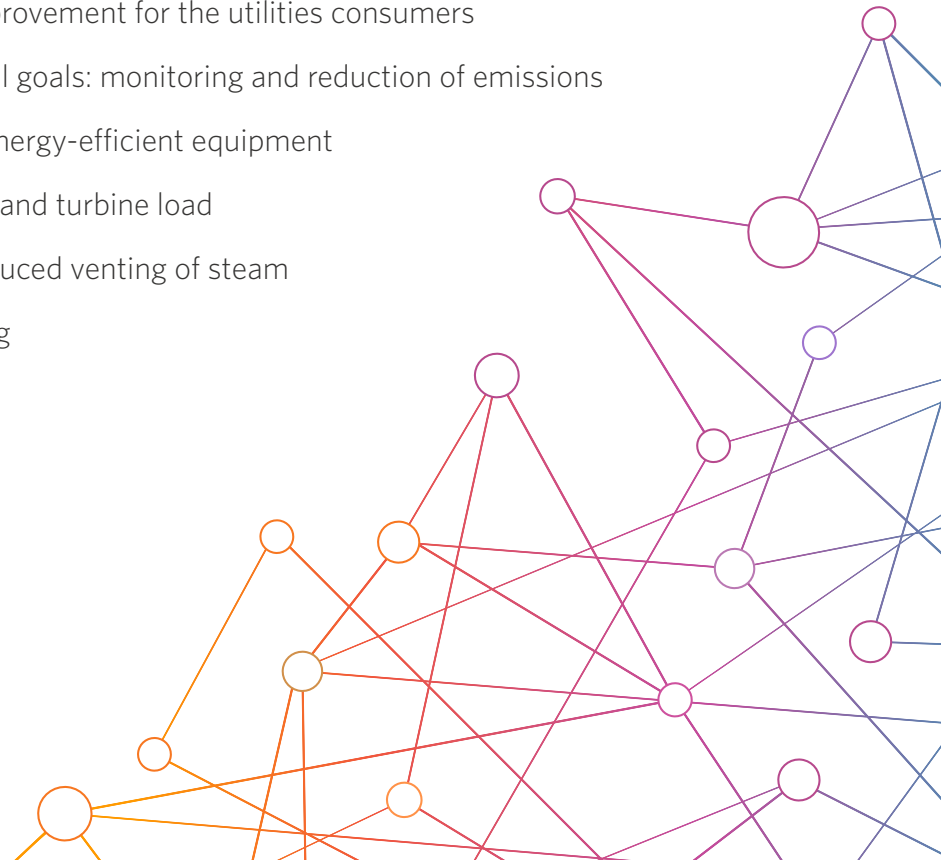 rovement for the utilities consumers
l goals: monitoring and reduction of emissions
nergy-efficient equipment
and turbine load
uced venting of steam
g